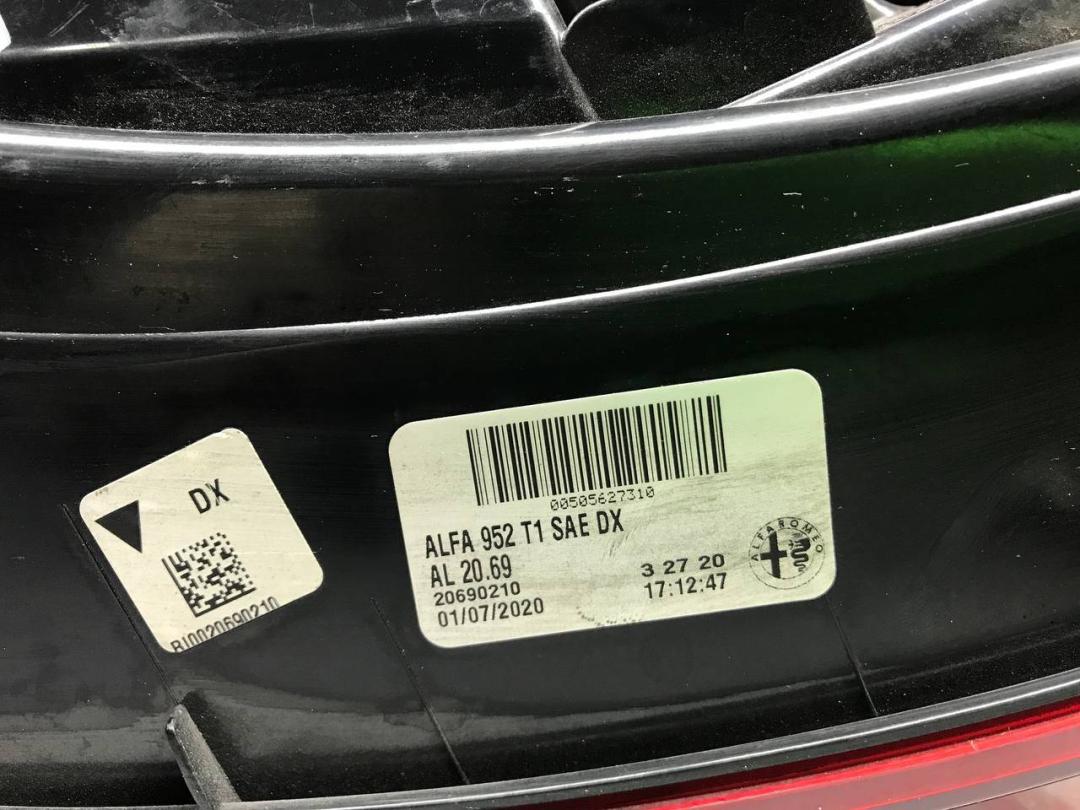 DX
BJ0020690210
00505627310
ALFA 952 T1 SAE DX
AL 20.69
20690210
01/07/2020
3 27 20
17:12:47
ALFA ROMEO